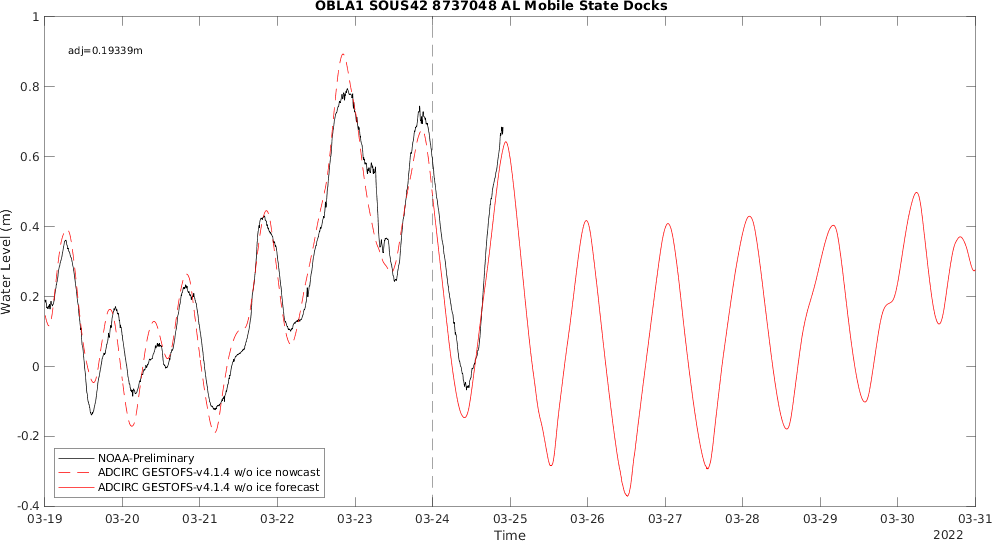 OBLA1 SOUS42 8737048 AL Mobile State Docks
adj=0.19339m
1
0.8
0.6
0.4
0.2
0
-0.2
-0.4
Water Level (m)
NOAA-Preliminary
ADCIRC GESTOFS-v4.1.4 w/o ice nowcast
ADCIRC GESTOFS-v4.1.4 w/o ice forecast
03-19 03-20 03-21 03-22 03-23 03-24 03-25 03-26 03-27 03-28 03-29 03-30 03-31
Time
2022